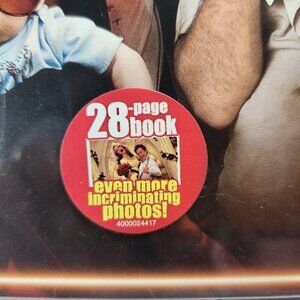 28-page
book
even more
incriminating
photos!
4000024417